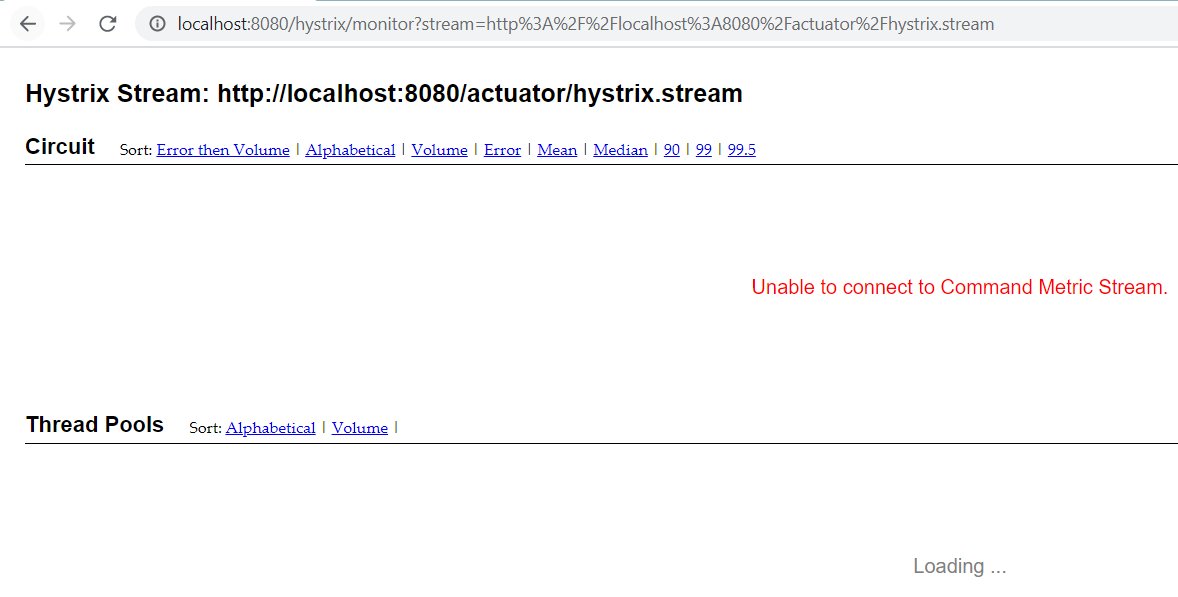 localhost:8080/hystrix/monitor?stream=http%3A%2F%2Flocalhost%3A8080%2Factuator%2Fhystrix.stream
Hystrix Stream: http://localhost:8080/actuator/hystrix.stream
Circuit Sort: Error then Volume | Alphabetical | Volume | Error | Mean | Median | 90 | 99 | 99.5
Unable to connect to Command Metric Stream.
Thread Pools Sort: Alphabetical | Volume |
Loading ...